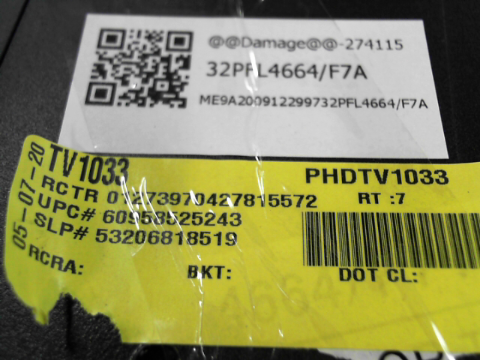 @@Damage@@-274115
32PFL4664/F7A
ME9A200912299732PFL4664/F7A
05-07-20
TV1033
PHDTV1033
RCTR 01273970427815572
RT :7
UPC# 60958525243
SLP# 53206818519
RCRA:
BKT:
DOT CL: